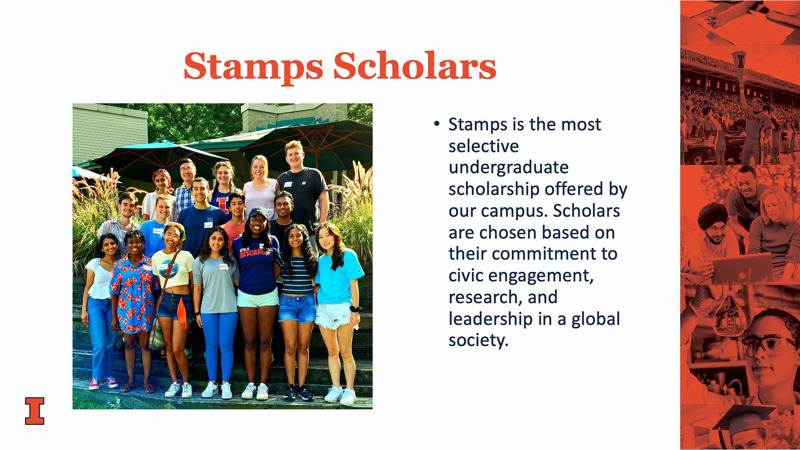 Stamps Scholars
• Stamps is the most
selective
undergraduate
scholarship offered by
our campus. Scholars
are chosen based on
their commitment to
civic engagement,
research, and
leadership in a global
society.
I